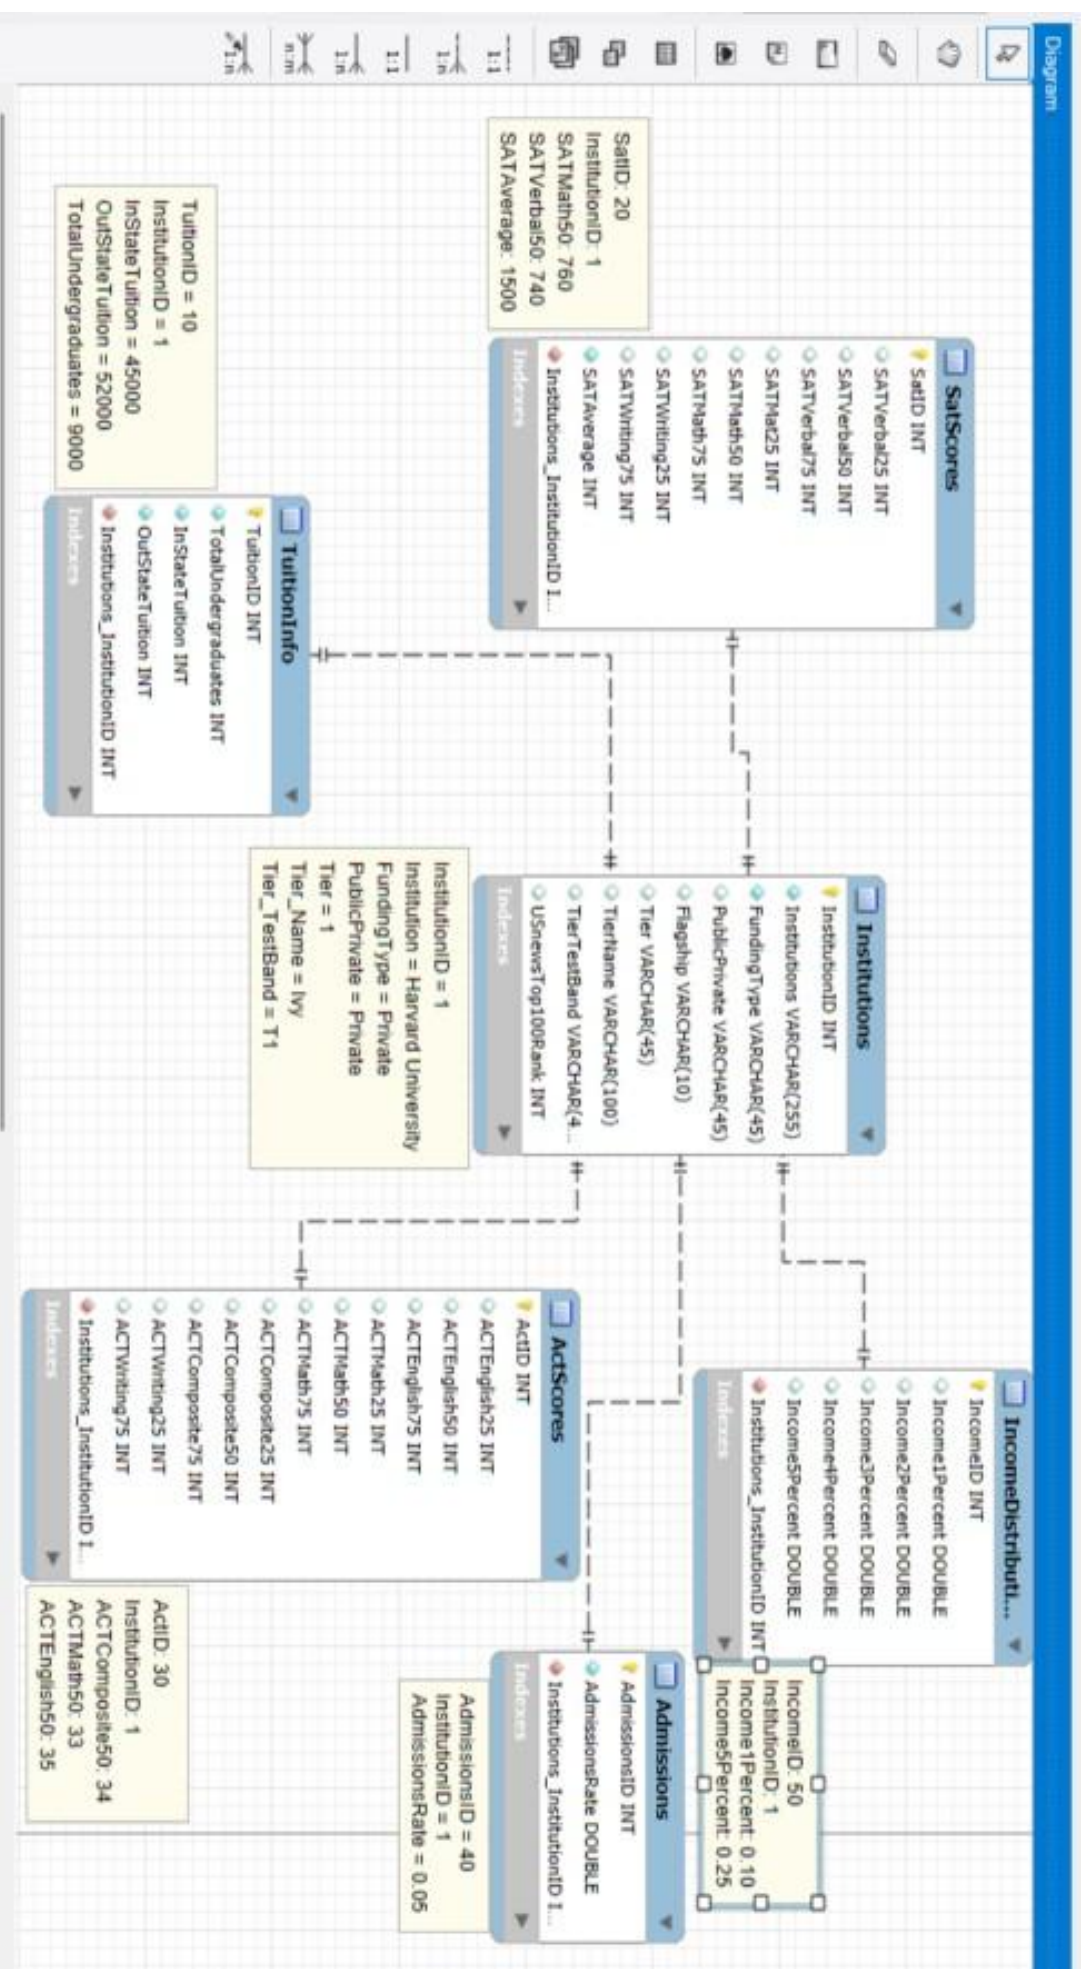 Diagram
1:1
1:n
1:1
1:n
n:m
1:n
SatID: 20
InstitutionID: 1
SATMath50: 760
SATVerbal50: 740
SATAverage: 1500
SatScores
SatID INT
SATVerbal25 INT
SATVerbal50 INT
SATVerbal75 INT
SATMat25 INT
SATMath50 INT
SATMath75 INT
SATWriting25 INT
SATWriting75 INT
SATAverage INT
Institutions_InstitutionID I...
Indexes
TuitionID = 10
InstitutionID = 1
InStateTuition = 45000
OutStateTuition = 52000
TotalUndergraduates = 9000
TuitionInfo
TuitionID INT
TotalUndergraduates INT
InStateTuition INT
OutStateTuition INT
Institutions_InstitutionID INT
Indexes
Institutions
InstitutionID INT
Institutions VARCHAR(255)
FundingType VARCHAR(45)
PublicPrivate VARCHAR(45)
Flagship VARCHAR(10)
Tier VARCHAR(45)
TierName VARCHAR(100)
TierTestBand VARCHAR(4...
USnewsTop100Rank INT
Indexes
InstitutionID = 1
Institution = Harvard University
FundingType = Private
PublicPrivate = Private
Tier = 1
Tier_Name = Ivy
Tier_TestBand = T1
IncomeDistributi...
IncomeID INT
Income1Percent DOUBLE
Income2Percent DOUBLE
Income3Percent DOUBLE
Income4Percent DOUBLE
Income5Percent DOUBLE
Institutions_InstitutionID INT
Indexes
IncomeID: 50
InstitutionID: 1
Income1Percent: 0.10
Income5Percent: 0.25
ActScores
ActID INT
ACTEnglish25 INT
ACTEnglish50 INT
ACTEnglish75 INT
ACTMath25 INT
ACTMath50 INT
ACTMath75 INT
ACTComposite25 INT
ACTComposite50 INT
ACTComposite75 INT
ACTWriting25 INT
ACTWriting75 INT
Institutions_InstitutionID I...
Indexes
ActID: 30
InstitutionID: 1
ACTComposite50: 34
ACTMath50: 33
ACTEnglish50: 35
Admissions
AdmissionsID INT
AdmissionsRate DOUBLE
Institutions_InstitutionID I...
Indexes
AdmissionsID = 40
InstitutionID = 1
AdmissionsRate = 0.05